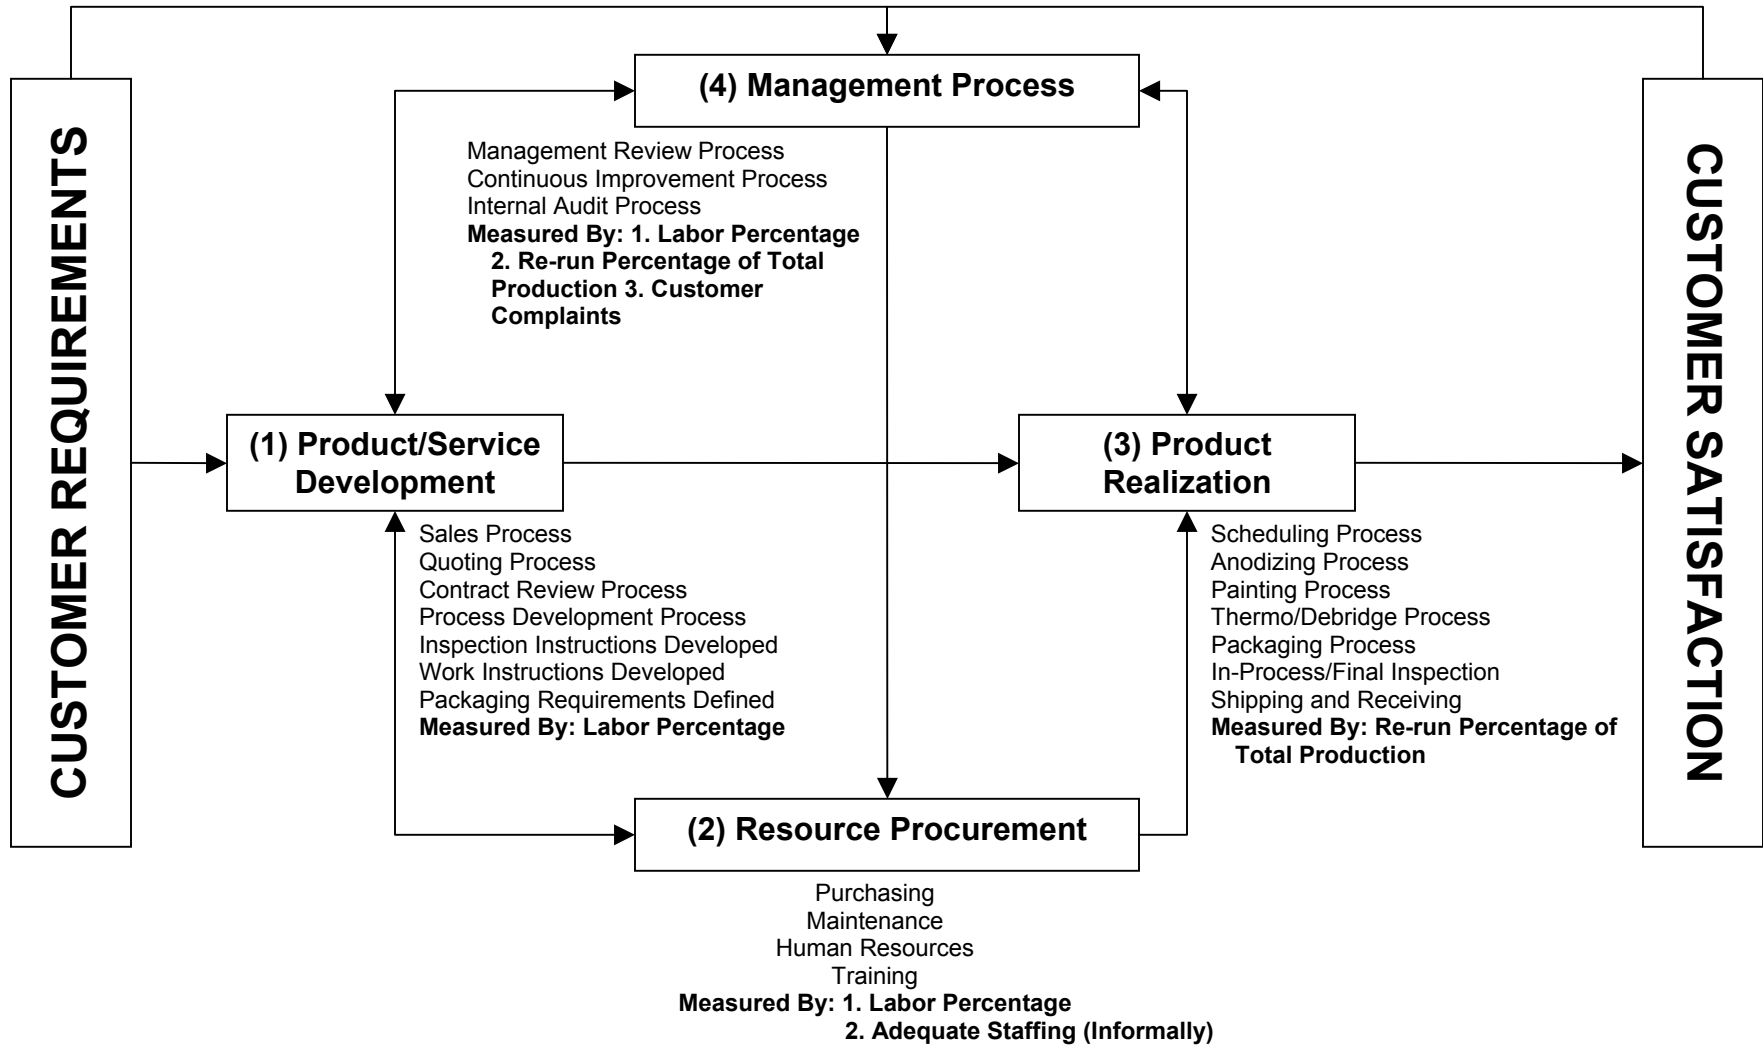 CUSTOMER REQUIREMENTS
(4) Management Process
Management Review Process
Continuous Improvement Process
Internal Audit Process
Measured By: 1. Labor Percentage
2. Re-run Percentage of Total
Production 3. Customer
Complaints
(1) Product/Service
Development
Sales Process
Quoting Process
Contract Review Process
Process Development Process
Inspection Instructions Developed
Work Instructions Developed
Packaging Requirements Defined
Measured By: Labor Percentage
(3) Product
Realization
Scheduling Process
Anodizing Process
Painting Process
Thermo/Debridge Process
Packaging Process
In-Process/Final Inspection
Shipping and Receiving
Measured By: Re-run Percentage of
Total Production
(2) Resource Procurement
Purchasing
Maintenance
Human Resources
Training
Measured By: 1. Labor Percentage
2. Adequate Staffing (Informally)
CUSTOMER SATISFACTION